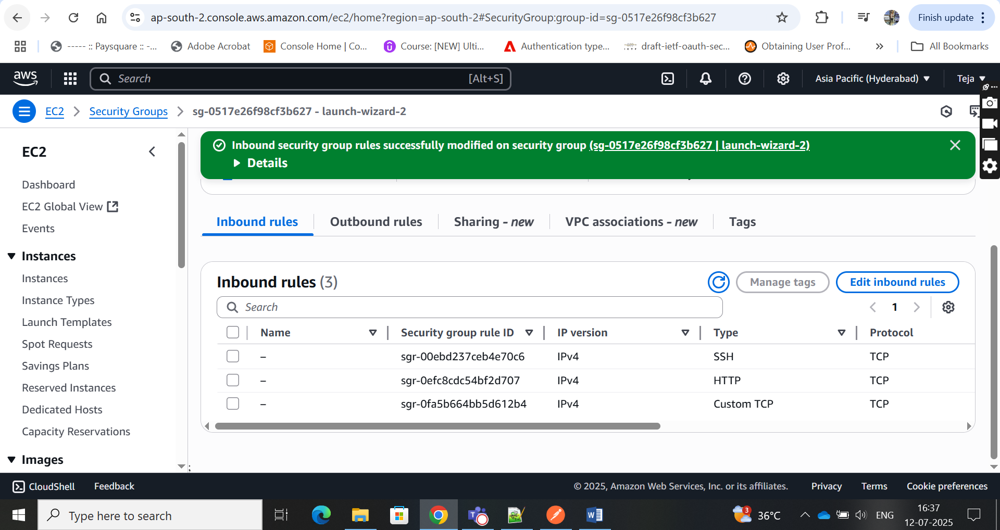 ap-south-2.console.aws.amazon.com/ec2/home?region=ap-south-2#SecurityGroup:group-id=sg-0517e26f98cf3b627
Finish update
----- :: Paysquare :: -...
Adobe Acrobat
Console Home | Co...
Course: [NEW] Ulti...
Authentication type...
draft-ietf-oauth-sec...
Obtaining User Prof...
»
All Bookmarks
aws
Search
[Alt+S]
Asia Pacific (Hyderabad)
Teja
EC2
Security Groups
sg-0517e26f98cf3b627 - launch-wizard-2
EC2
Dashboard
EC2 Global View
Events
Instances
Instances
Instance Types
Launch Templates
Spot Requests
Savings Plans
Reserved Instances
Dedicated Hosts
Capacity Reservations
Images
Inbound security group rules successfully modified on security group (sg-0517e26f98cf3b627 | launch-wizard-2)
Details
Inbound rules
Outbound rules
Sharing - new
VPC associations - new
Tags
Inbound rules (3)
Manage tags
Edit inbound rules
Search
1
Name Security group rule ID IP version Type Protocol
– sgr-00ebd237ceb4e70c6 IPv4 SSH TCP
– sgr-0efc8cdc54bf2d707 IPv4 HTTP TCP
– sgr-0fa5b664bb5d612b4 IPv4 Custom TCP TCP
;
CloudShell
Feedback
© 2025, Amazon Web Services, Inc. or its affiliates.
Privacy
Terms
Cookie preferences
Type here to search
3
36°C
ENG
16:37
12-07-2025